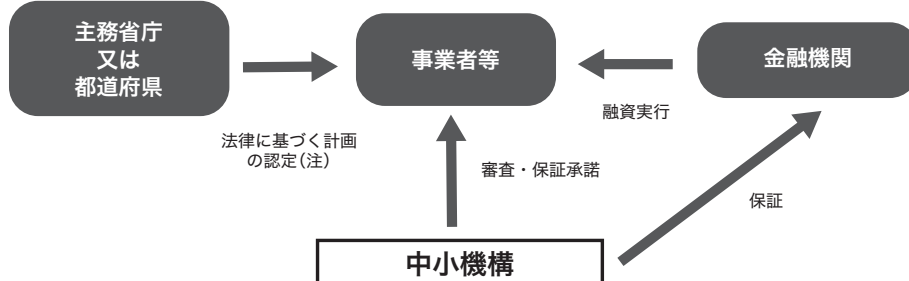 主務省庁
又は
都道府県
事業者等
金融機関
融資実行
法律に基づく計画
の認定(注)
審査・保証承諾
保証
中小機構